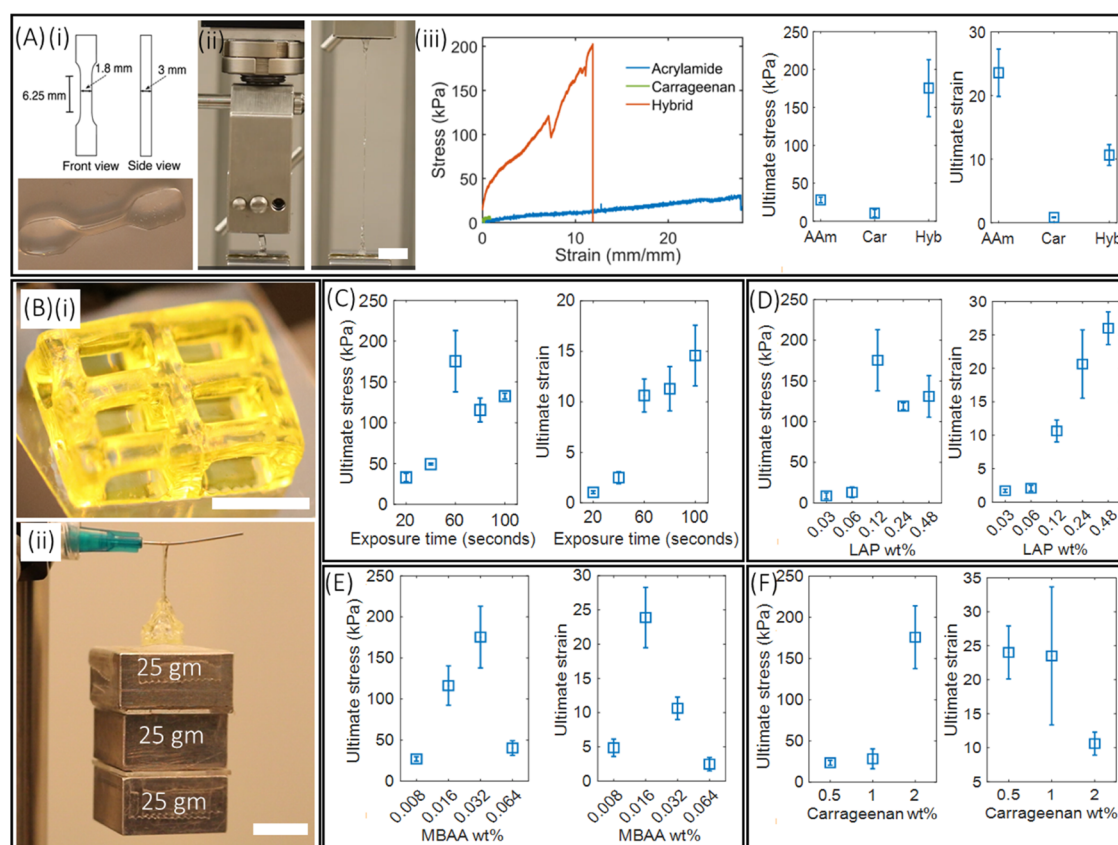 (A) (i)
1.8 mm
3 mm
6.25 mm
Front view
Side view
(ii)
(iii)
Stress (kPa)
200
150
100
50
0
0
10
20
Strain (mm/mm)
Acrylamide
Carrageenan
Hybrid
Ultimate stress (kPa)
250
200
150
100
50
0
AAm Car Hyb
Ultimate strain
30
20
10
0
AAm Car Hyb
(B)(i)
(ii)
25 gm
25 gm
25 gm
(C)
Ultimate stress (kPa)
250
200
150
100
50
0
20 60 100
Exposure time (seconds)
Ultimate strain
20
15
10
5
0
20 60 100
Exposure time (seconds)
(D)
Ultimate stress (kPa)
250
200
150
100
50
0
0.03 0.06 0.12 0.24 0.48
LAP wt%
Ultimate strain
30
25
20
15
10
5
0
0.03 0.06 0.12 0.24 0.48
LAP wt%
(E)
Ultimate stress (kPa)
250
200
150
100
50
0
0.008 0.016 0.032 0.064
MBAA wt%
Ultimate strain
30
25
20
15
10
5
0
0.008 0.016 0.032 0.064
MBAA wt%
(F)
Ultimate stress (kPa)
250
200
150
100
50
0
0.5 1 2
Carrageenan wt%
Ultimate strain
35
30
25
20
15
10
5
0
0.5 1 2
Carrageenan wt%